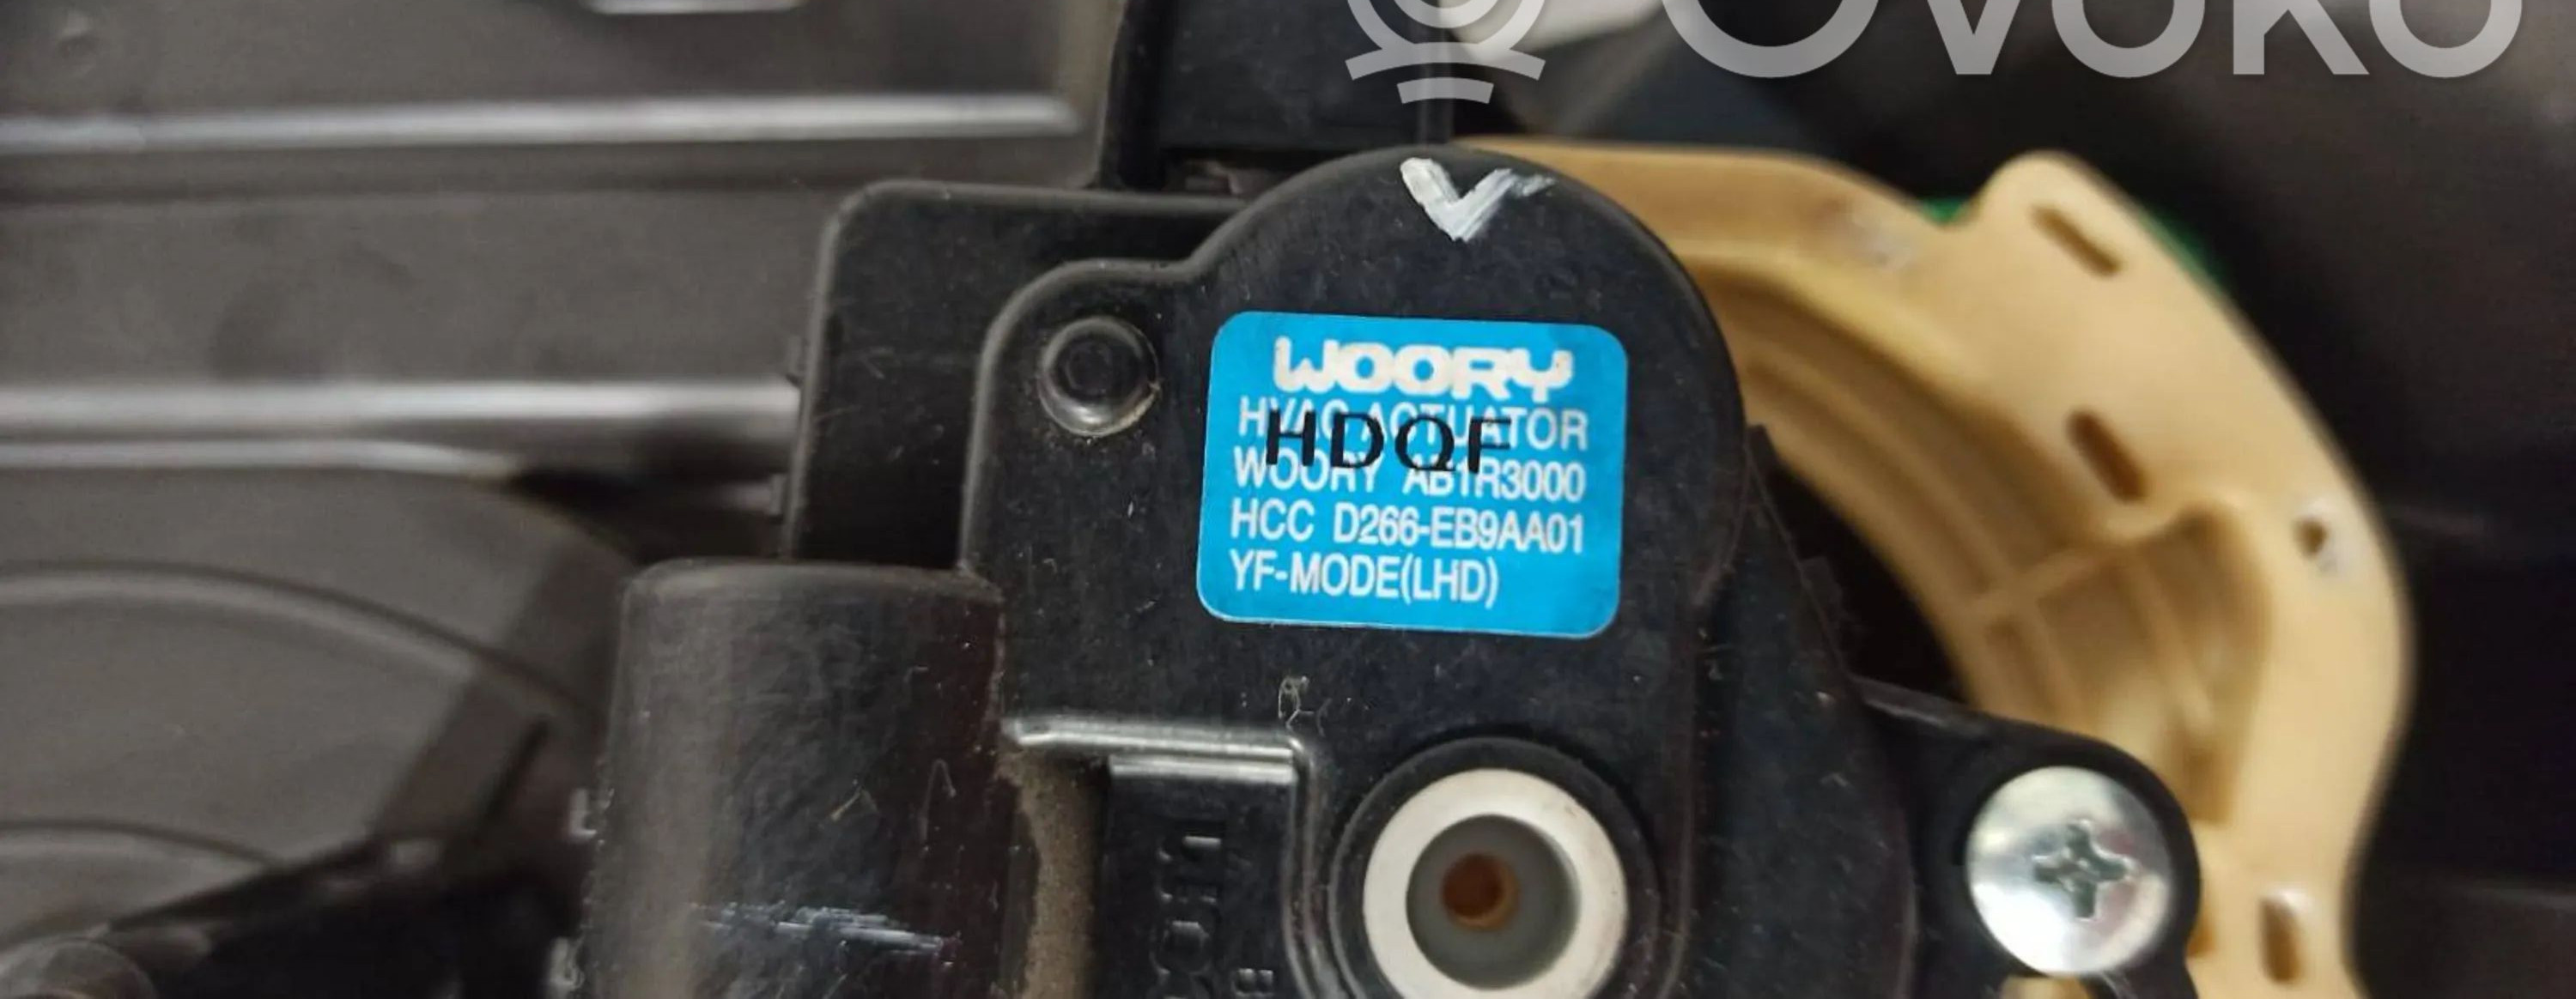 OVOKO
WOORY
HVAC ACTUATOR
HDQF
WOORY AB1R3000
HCC D266-EB9AA01
YF-MODE(LHD)